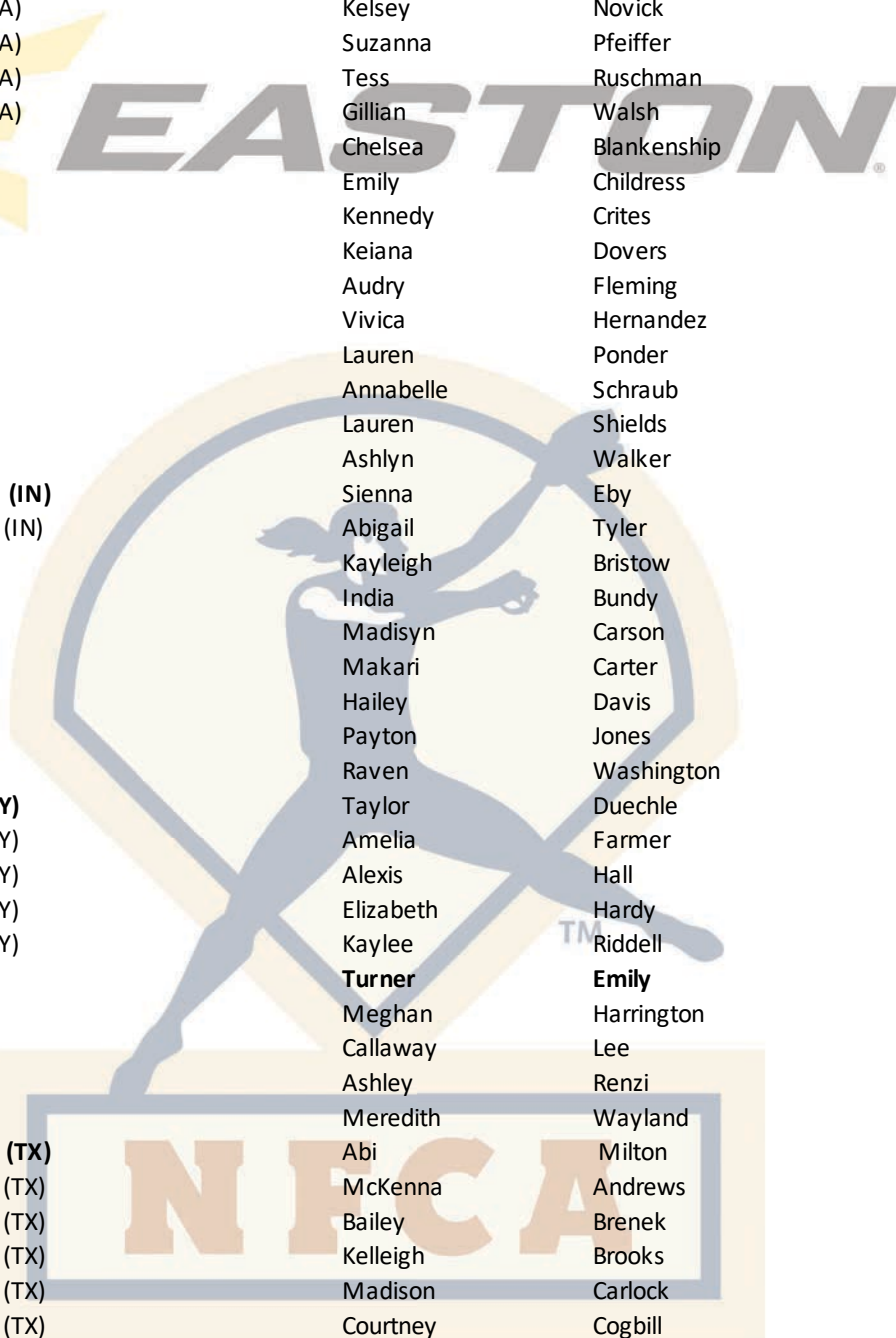 A) Kelsey Novick
A) Suzanna Pfeiffer
A) Tess Ruschman
A) Gillian Walsh
EASTON®
Chelsea Blankenship
Emily Childress
Kennedy Crites
Keiana Dovers
Audry Fleming
Vivica Hernandez
Lauren Ponder
Annabelle Schraub
Lauren Shields
Ashlyn Walker
(IN) Sienna Eby
(IN) Abigail Tyler
Kayleigh Bristow
India Bundy
Madisyn Carson
Makari Carter
Hailey Davis
Payton Jones
Raven Washington
Y) Taylor Duechle
Y) Amelia Farmer
Y) Alexis Hall
Y) Elizabeth Hardy
Y) Kaylee Riddell
TM
Turner Emily
Meghan Harrington
Callaway Lee
Ashley Renzi
Meredith Wayland
(TX) Abi Milton
(TX) McKenna Andrews
(TX) Bailey Brenek
(TX) Kelleigh Brooks
(TX) Madison Carlock
(TX) Courtney Cogbill
NFCA